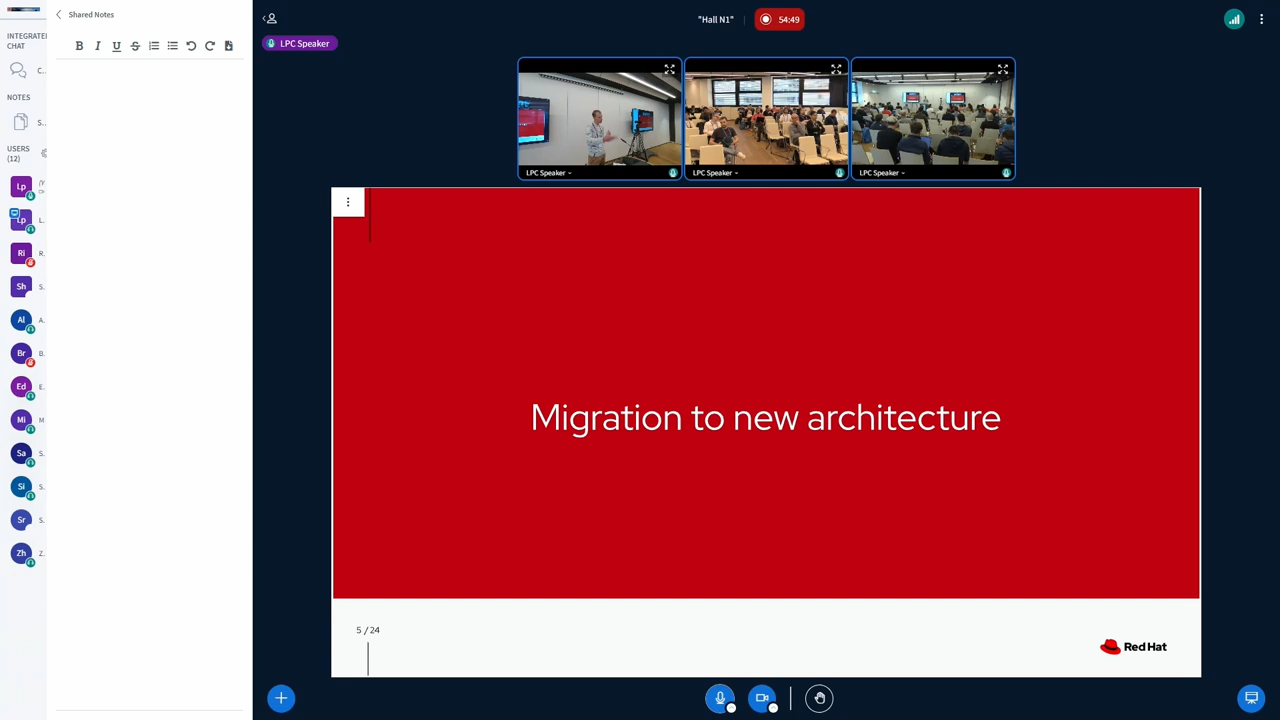 Shared Notes
"Hall N1"
54:49
INTEGRATE
CHAT
C..
NOTES
S..
USERS
(12)
B I U S
LPC Speaker
LPC Speaker
LPC Speaker
LPC Speaker
Lp
Lp L..
Ri R.
Sh S.
Al A.
Br B.
Ed E.
Mi M
Sa S.
Si S.
Sr S.
Zh Z.
Migration to new architecture
5 / 24
Red Hat